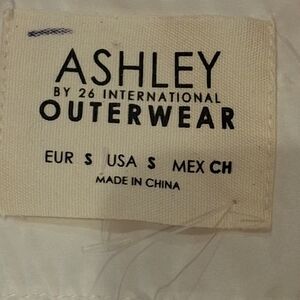 ASHLEY
BY 26 INTERNATIONAL
OUTERWEAR
EUR S USA S MEX CH
MADE IN CHINA